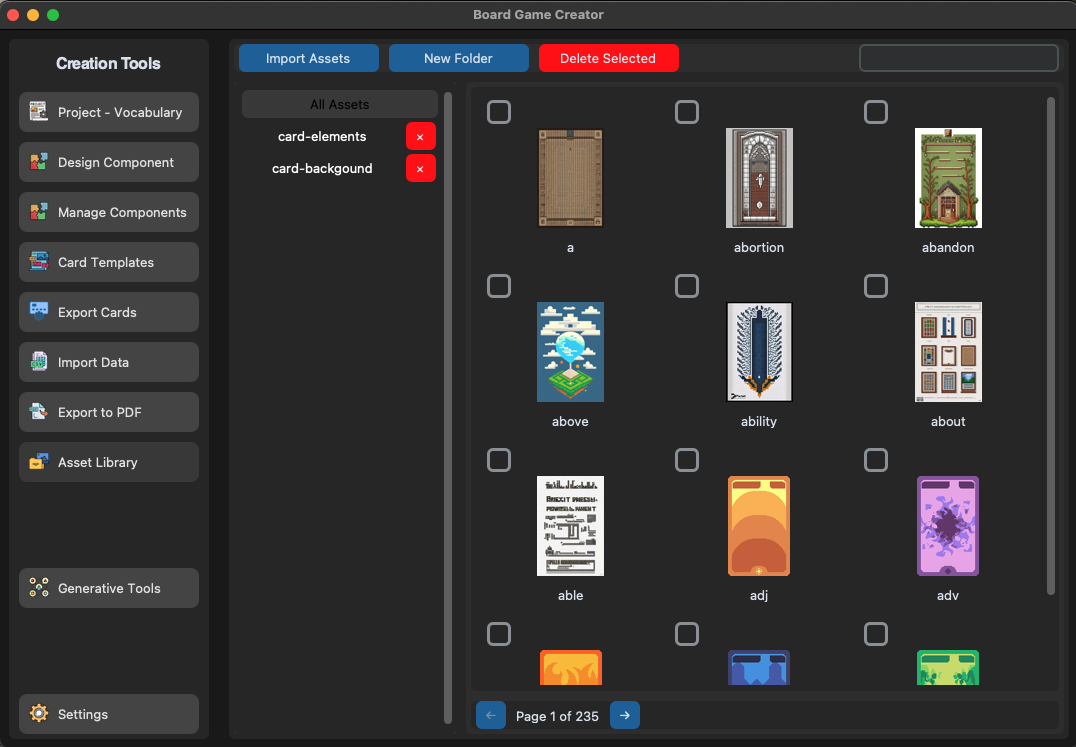 Board Game Creator
Creation Tools
Project - Vocabulary
Design Component
Manage Components
Card Templates
Export Cards
Import Data
Export to PDF
Asset Library
Generative Tools
Settings
Import Assets
New Folder
Delete Selected
All Assets
card-elements
×
card-backgound
×
a
abortion
abandon
above
ability
about
able
adj
adv
← Page 1 of 235 →